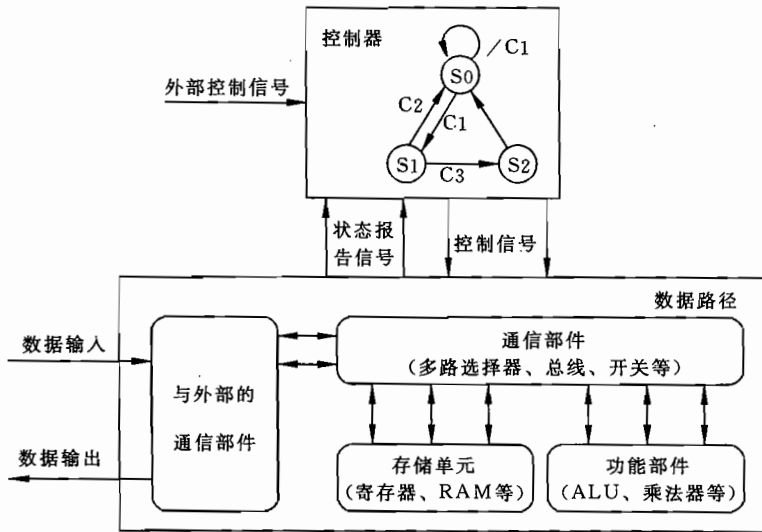 控制器
/C1
S0
外部控制信号
C2
C1
S1
S2
C3
状态报
告信号
控制信号
数据路径
数据输入
通信部件
(多路选择器、总线、开关等)
与外部的
通信部件
数据输出
存储单元
(寄存器、RAM等)
功能部件
(ALU、乘法器等)